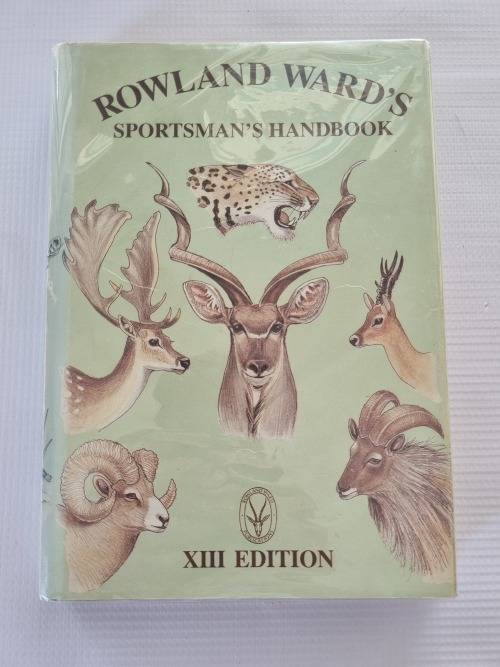 ROWLAND WARD'S
SPORTSMAN'S HANDBOOK
XIII EDITION